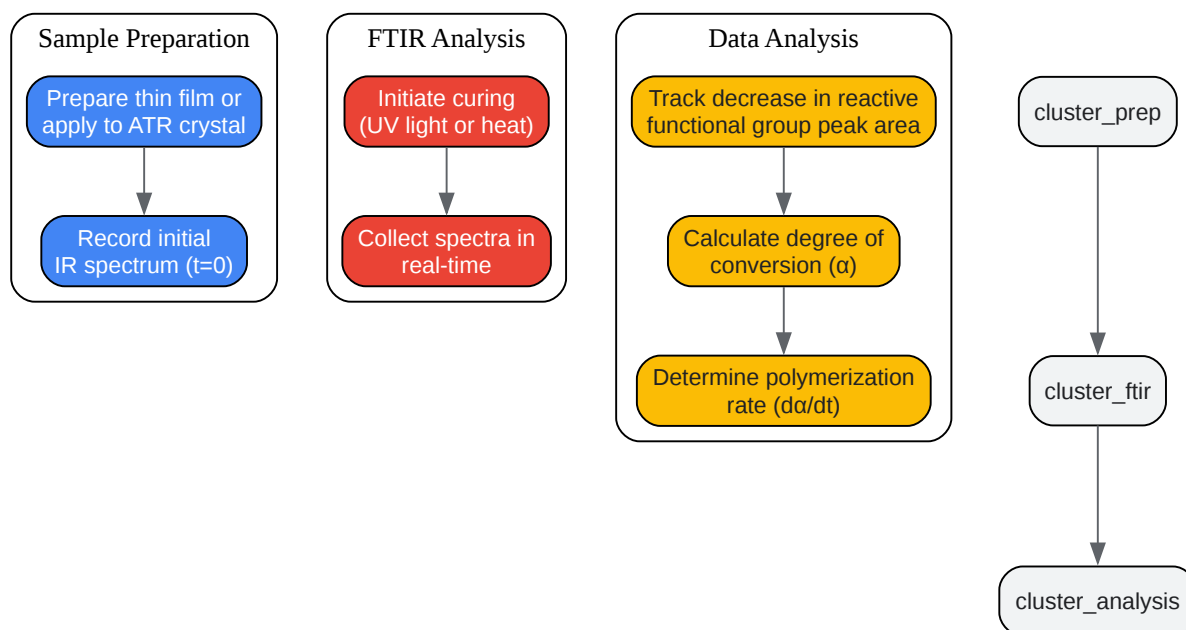 Sample Preparation
Prepare thin film or
apply to ATR crystal
Record initial
IR spectrum (t=0)
FTIR Analysis
Initiate curing
(UV light or heat)
Collect spectra in
real-time
Data Analysis
Track decrease in reactive
functional group peak area
Calculate degree of
conversion (α)
Determine polymerization
rate (dα/dt)
cluster_prep
cluster_ftir
cluster_analysis